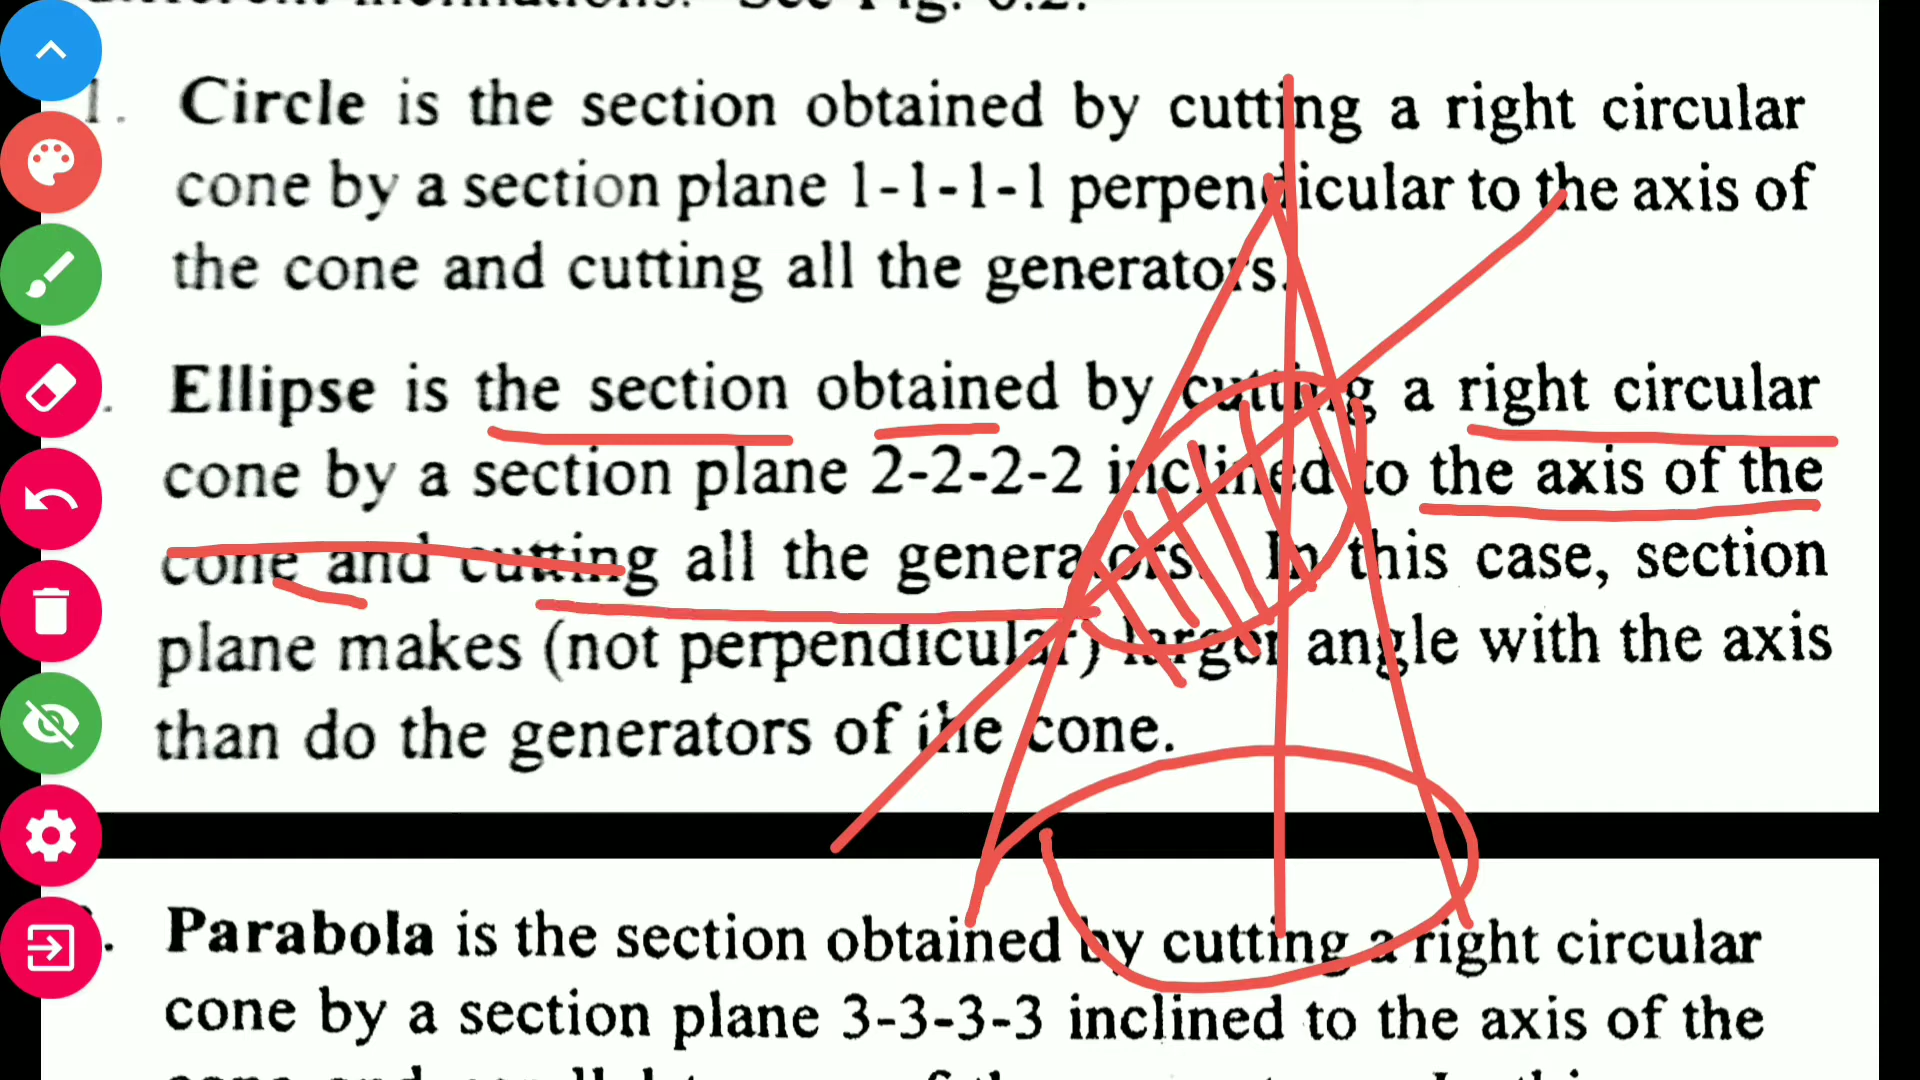 See Fig. 6.2.
1. Circle is the section obtained by cutting a right circular
cone by a section plane 1-1-1-1 perpendicular to the axis of
the cone and cutting all the generators.
. Ellipse is the section obtained by cutting a right circular
cone by a section plane 2-2-2-2 inclined to the axis of the
cone and cutting all the generators. In this case, section
plane makes (not perpendicular) larger angle with the axis
than do the generators of the cone.
. Parabola is the section obtained by cutting a right circular
cone by a section plane 3-3-3-3 inclined to the axis of the